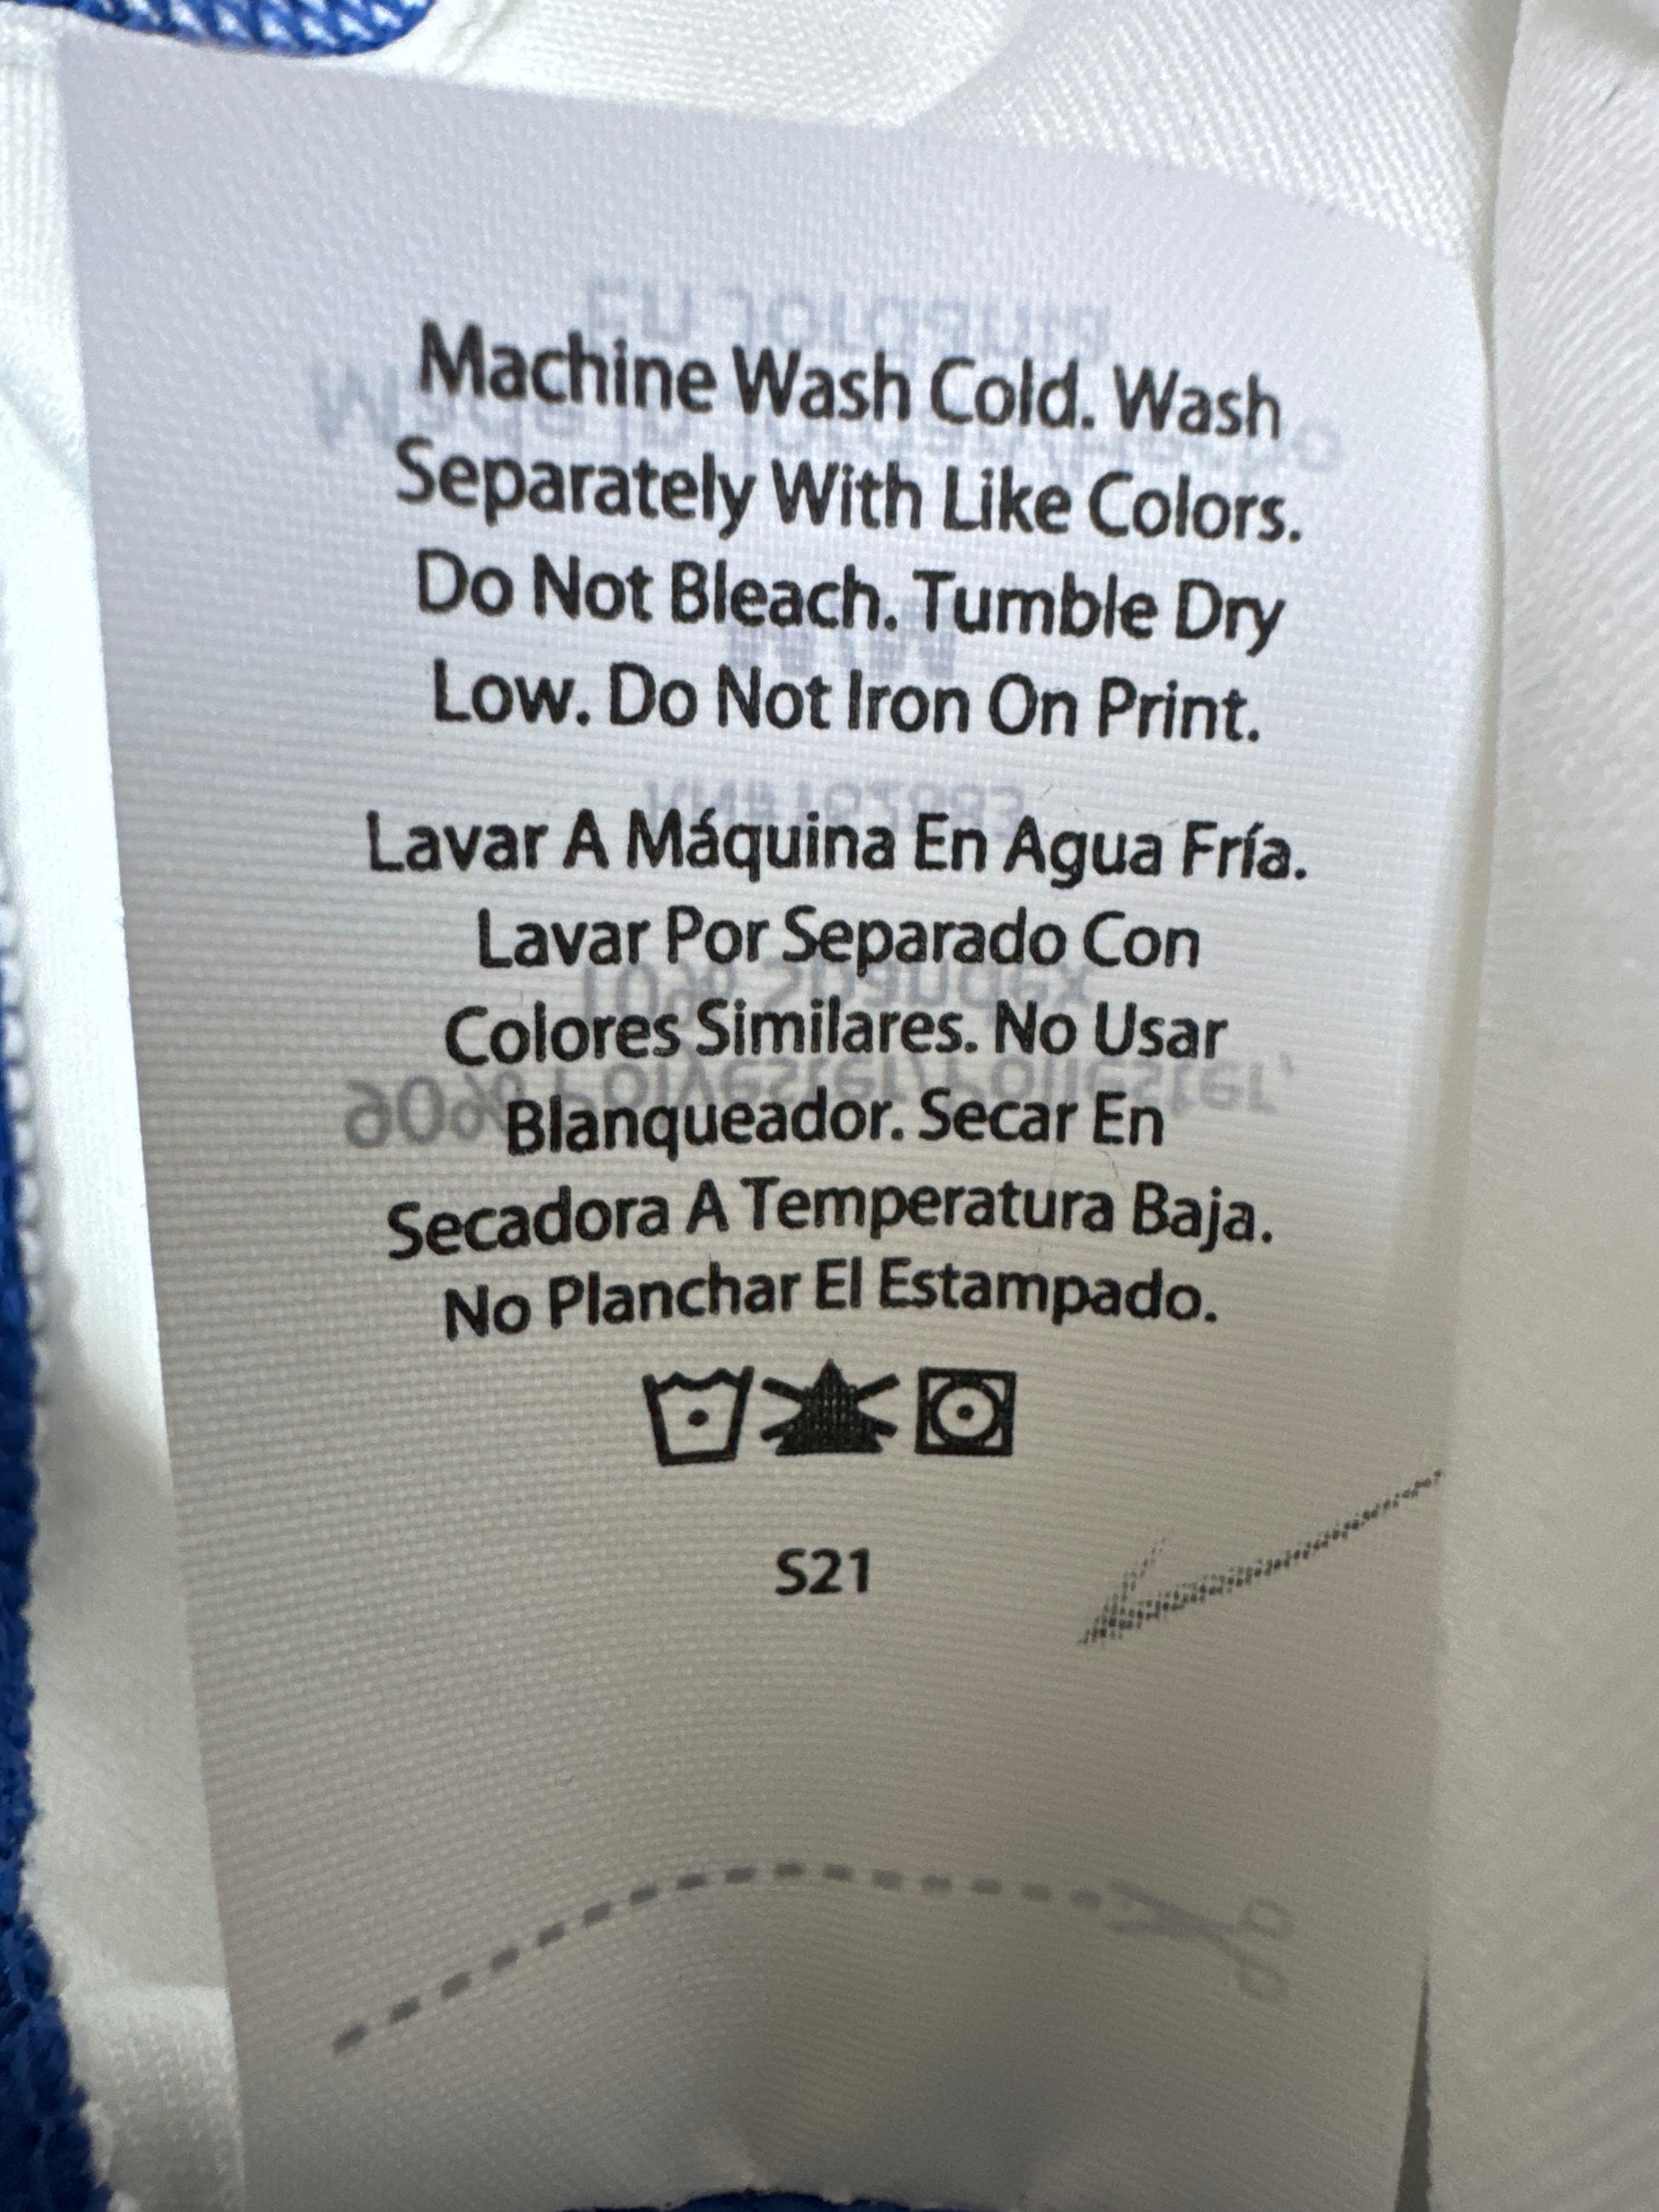 Machine Wash Cold. Wash
Separately With Like Colors.
Do Not Bleach. Tumble Dry
Low. Do Not Iron On Print.
Lavar A Máquina En Agua Fría.
Lavar Por Separado Con
Colores Similares. No Usar
Blanqueador. Secar En
Secadora A Temperatura Baja.
No Planchar El Estampado.
S21